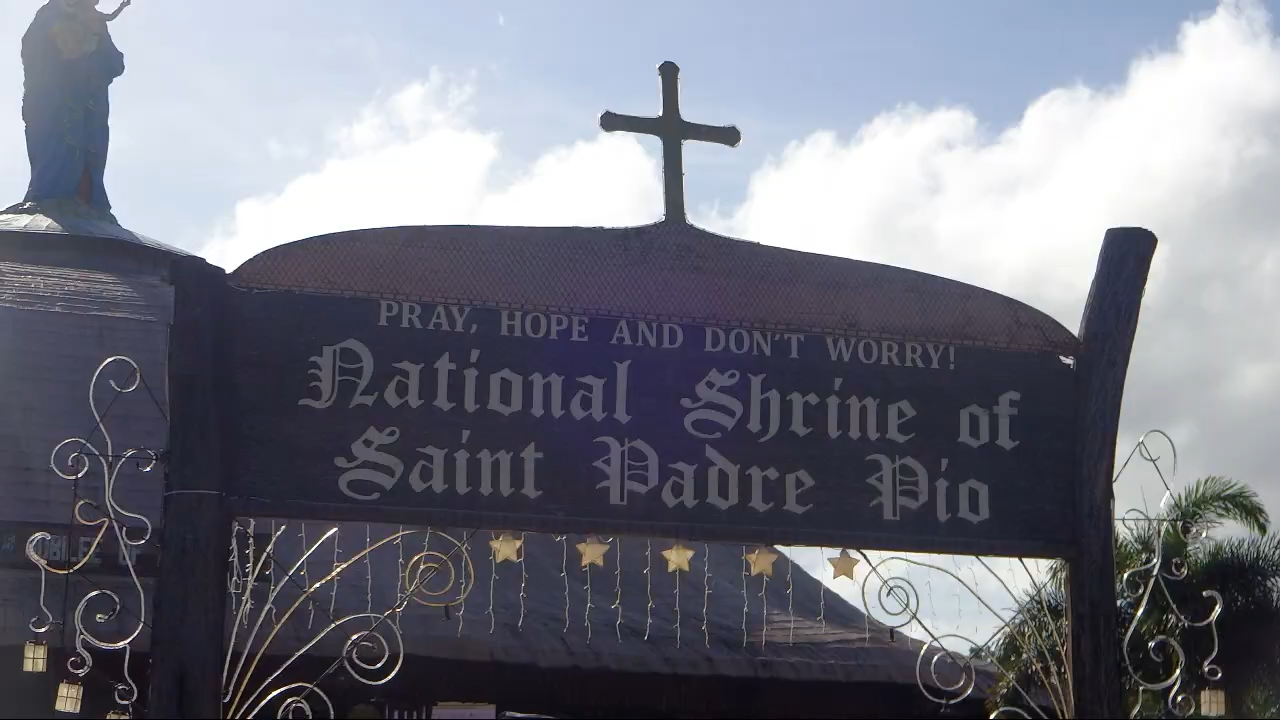 PRAY, HOPE AND DON'T WORRY!
National Shrine of
Saint Padre Pio